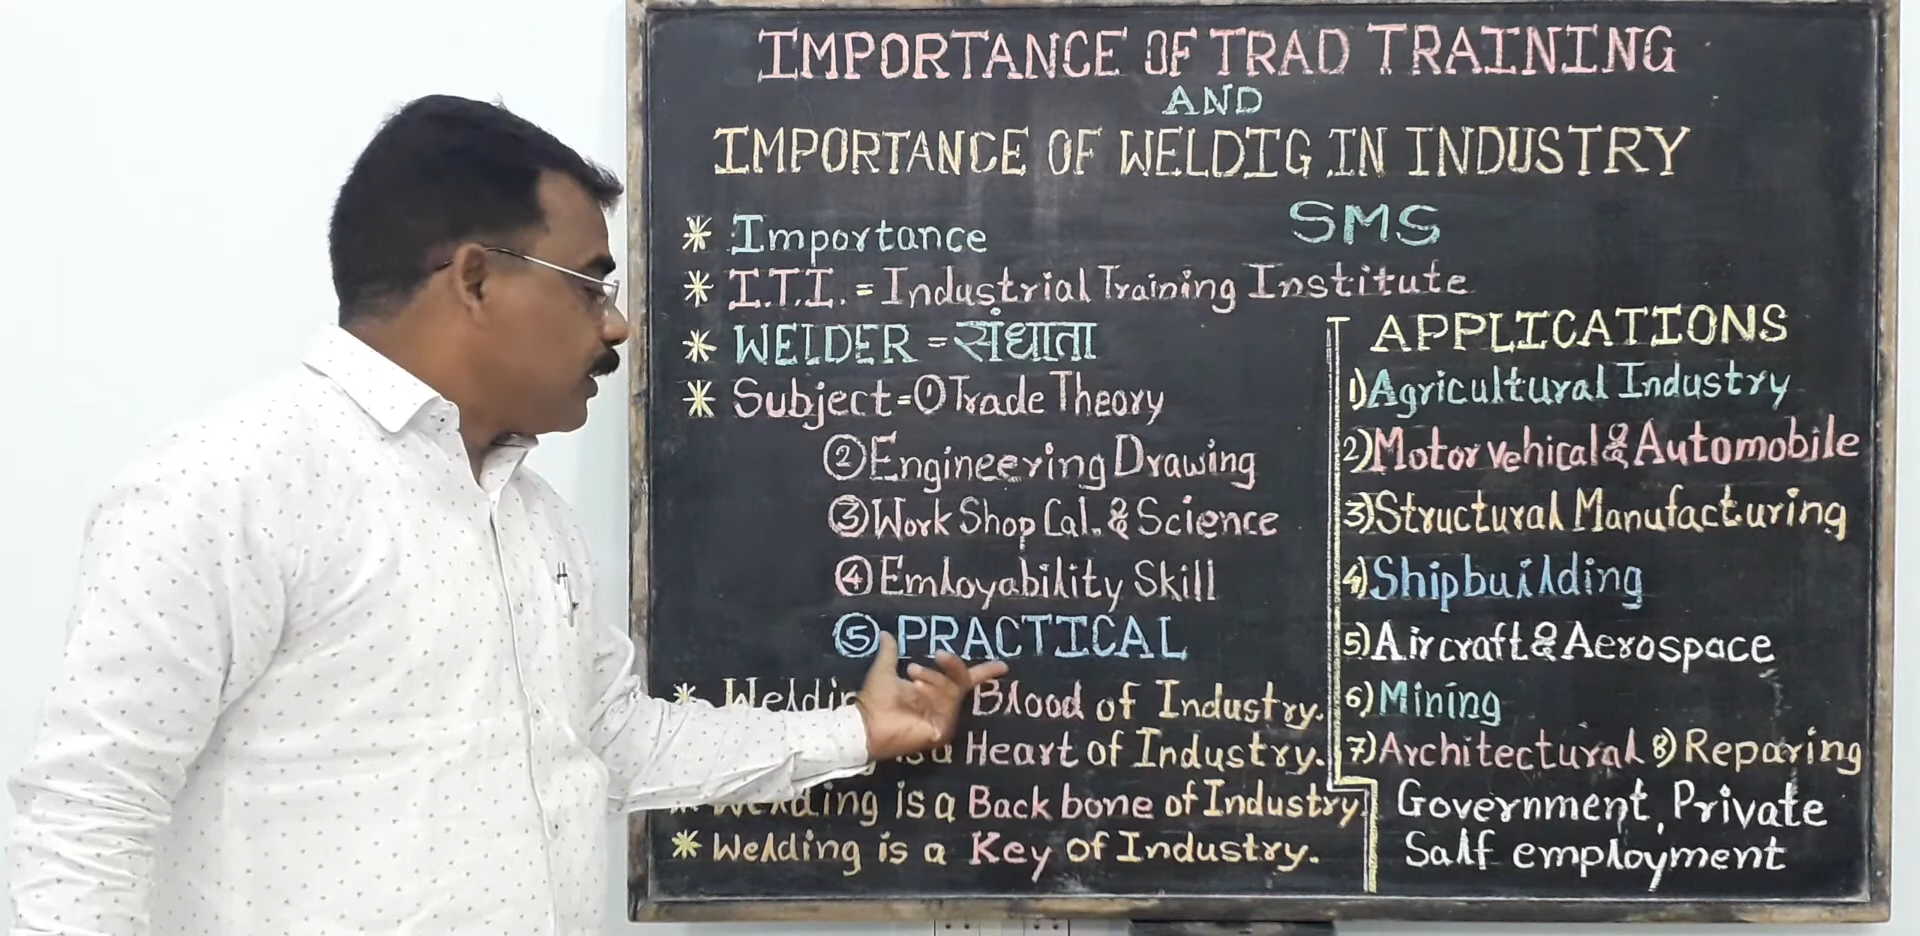 IMPORTANCE OF TRAD TRAINING
AND
IMPORTANCE OF WELDIG IN INDUSTRY
SMS
* Importance
* I.T.I. = Industrial Training Institute
* WELDER = संधाता
* Subject = ① Trade Theory
② Engineering Drawing
③ Work Shop Cal. & Science
④ Emloyability Skill
⑤ PRACTICAL
* Blood of Industry.
Heart of Industry.
Welding is a Back bone of Industry
* Welding is a Key of Industry.
APPLICATIONS
1) Agricultural Industry
2) Motor vehical & Automobile
3) Structural Manufacturing
4) Shipbuilding
5) Aircraft & Aerospace
6) Mining
7) Architectural 8) Reparing
Government, Private
Salf employment